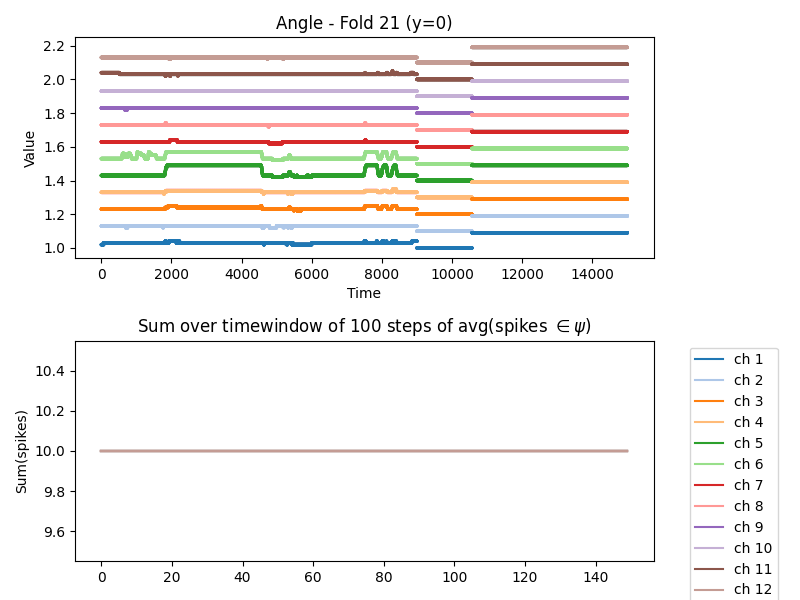 Angle - Fold 21 (y=0)
Value
2.2
2.0
1.8
1.6
1.4
1.2
1.0
0 2000 4000 6000 8000 10000 12000 14000
Time
Sum over timewindow of 100 steps of avg(spikes ∈ ψ)
Sum(spikes)
10.4
10.2
10.0
9.8
9.6
0 20 40 60 80 100 120 140
ch 1
ch 2
ch 3
ch 4
ch 5
ch 6
ch 7
ch 8
ch 9
ch 10
ch 11
ch 12